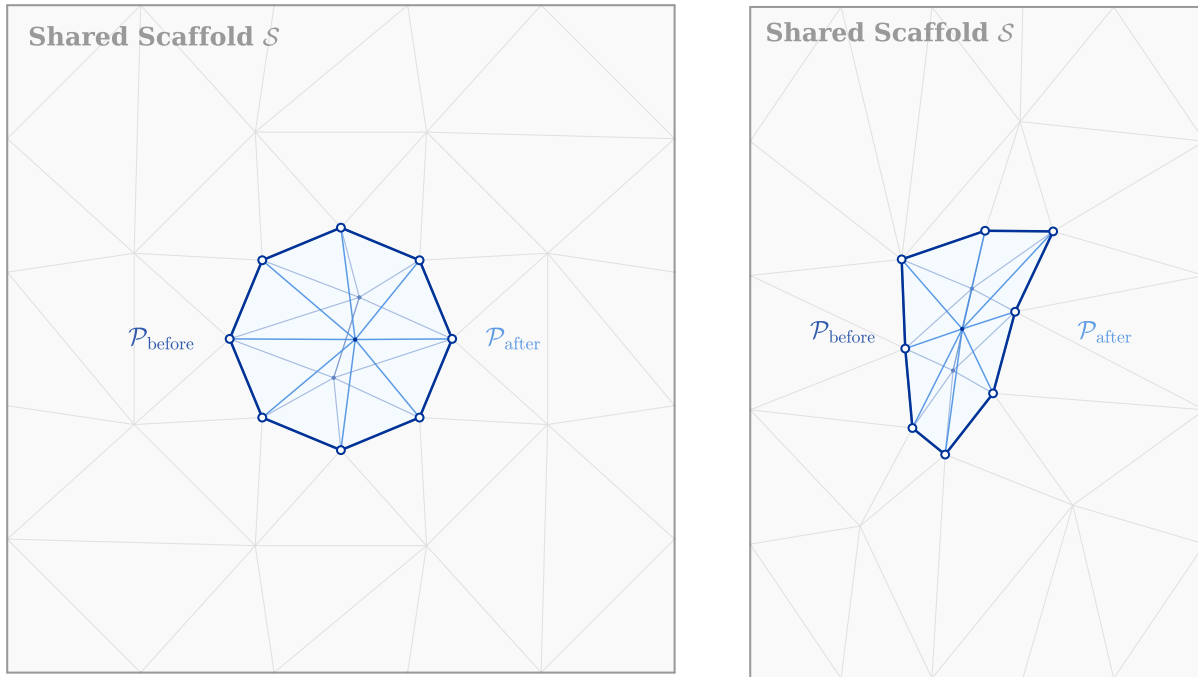 Shared Scaffold 𝒮
𝒫before
𝒫after
Shared Scaffold 𝒮
𝒫before
𝒫after